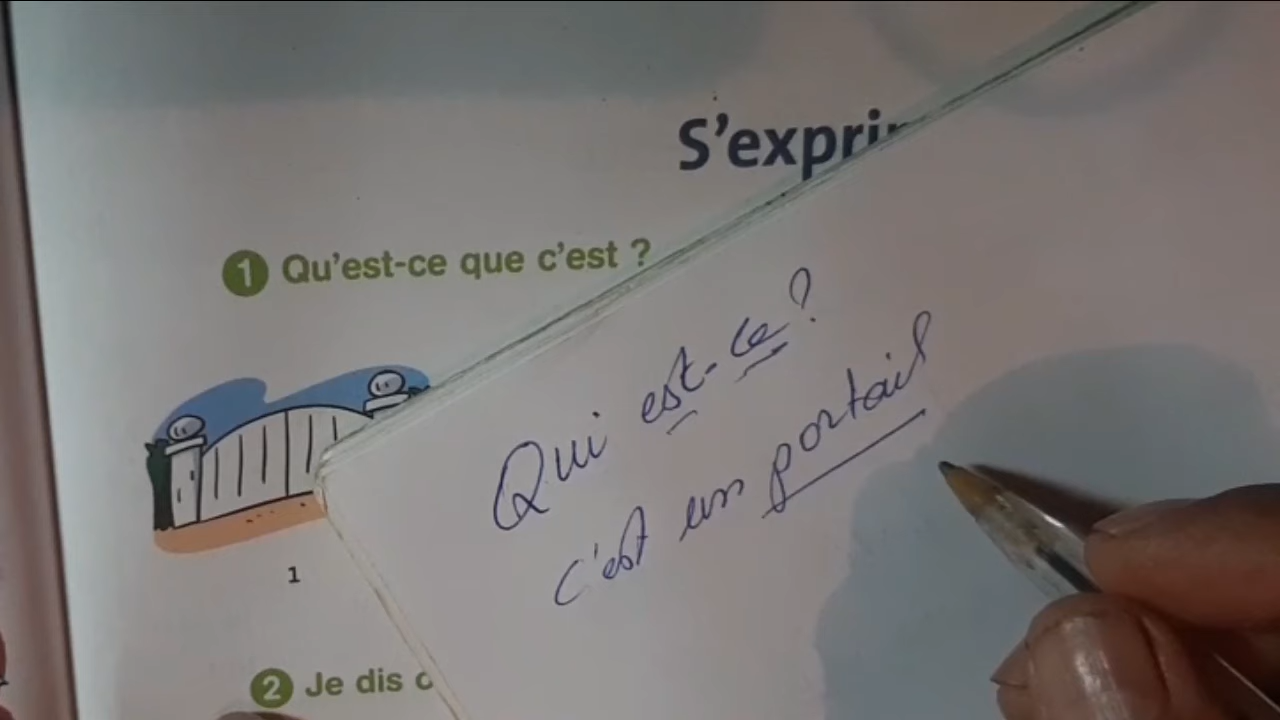 S'expri
1 Qu'est-ce que c'est ?
Qui est-ce ?
c'est un portail
1
2 Je dis